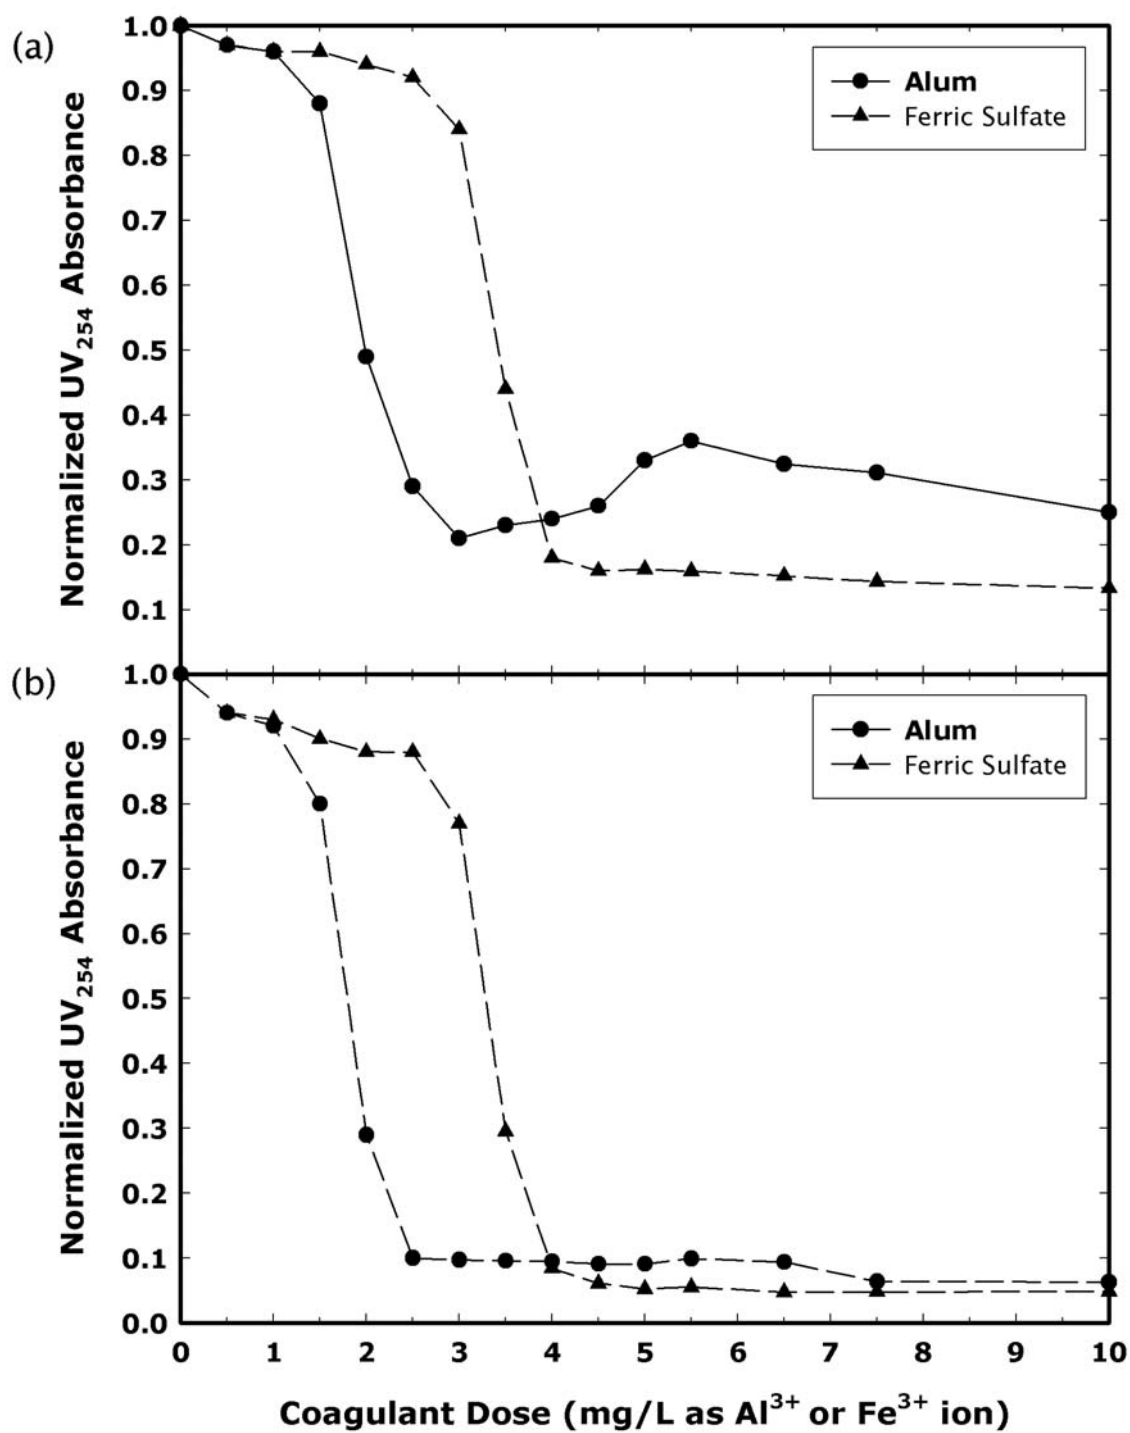 (a)
Normalized UV254 Absorbance
1.0
0.9
0.8
0.7
0.6
0.5
0.4
0.3
0.2
0.1
Alum
Ferric Sulfate
(b)
Normalized UV254 Absorbance
1.0
0.9
0.8
0.7
0.6
0.5
0.4
0.3
0.2
0.1
0.0
Alum
Ferric Sulfate
0 1 2 3 4 5 6 7 8 9 10
Coagulant Dose (mg/L as Al3+ or Fe3+ ion)